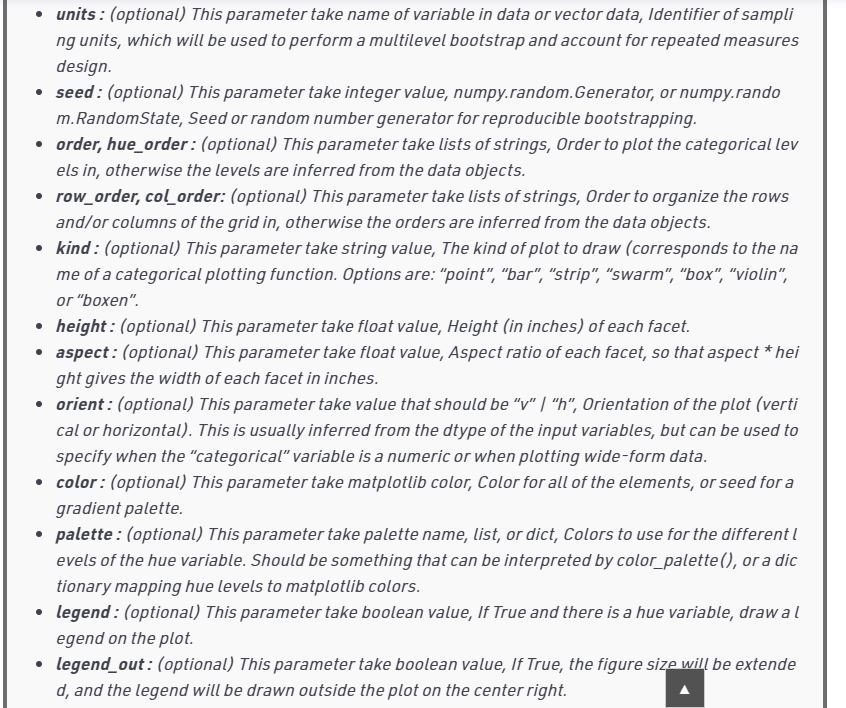 • units : (optional) This parameter take name of variable in data or vector data, Identifier of sampli
ng units, which will be used to perform a multilevel bootstrap and account for repeated measures
design.
• seed : (optional) This parameter take integer value, numpy.random.Generator, or numpy.rando
m.RandomState, Seed or random number generator for reproducible bootstrapping.
• order, hue_order : (optional) This parameter take lists of strings, Order to plot the categorical lev
els in, otherwise the levels are inferred from the data objects.
• row_order, col_order: (optional) This parameter take lists of strings, Order to organize the rows
and/or columns of the grid in, otherwise the orders are inferred from the data objects.
• kind : (optional) This parameter take string value, The kind of plot to draw (corresponds to the na
me of a categorical plotting function. Options are: “point”, “bar”, “strip”, “swarm”, “box”, “violin”,
or “boxen”.
• height : (optional) This parameter take float value, Height (in inches) of each facet.
• aspect : (optional) This parameter take float value, Aspect ratio of each facet, so that aspect * hei
ght gives the width of each facet in inches.
• orient : (optional) This parameter take value that should be “v” | “h”, Orientation of the plot (verti
cal or horizontal). This is usually inferred from the dtype of the input variables, but can be used to
specify when the “categorical” variable is a numeric or when plotting wide-form data.
• color : (optional) This parameter take matplotlib color, Color for all of the elements, or seed for a
gradient palette.
• palette : (optional) This parameter take palette name, list, or dict, Colors to use for the different l
evels of the hue variable. Should be something that can be interpreted by color_palette(), or a dic
tionary mapping hue levels to matplotlib colors.
• legend : (optional) This parameter take boolean value, If True and there is a hue variable, draw a l
egend on the plot.
• legend_out : (optional) This parameter take boolean value, If True, the figure size will be extende
d, and the legend will be drawn outside the plot on the center right.